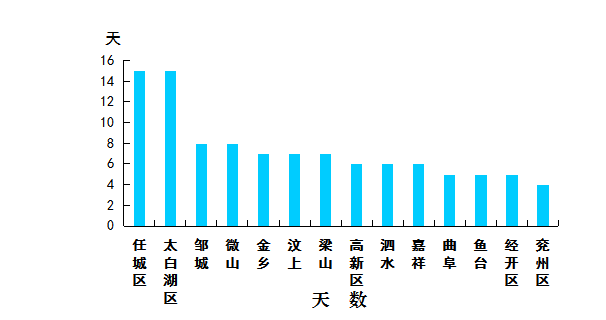 天
16
14
12
10
8
6
4
2
0
任城区
太白湖区
邹城
微山
金乡
汶上
梁山
高新区
泗水
嘉祥
曲阜
鱼台
经开区
兖州区
天 数